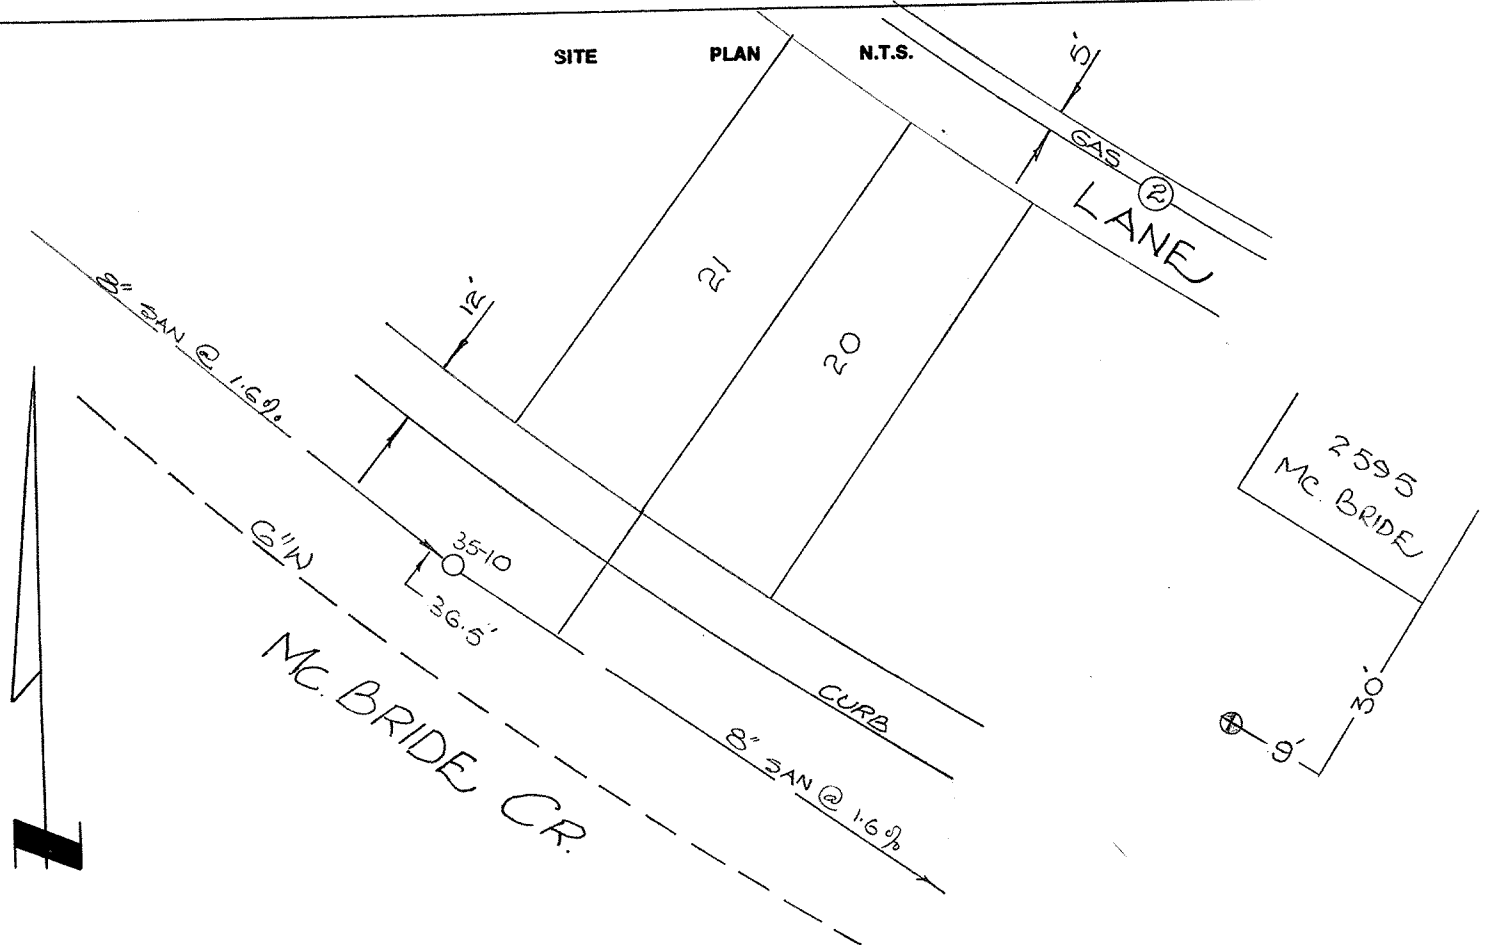 SITE PLAN N.T.S.
5'
GAS
2
LANE
21
20
12'
8" SAN @ 1.6%
6"W
35-10
36.5'
MC. BRIDE CR.
CURB
8" SAN @ 1.6%
2595
MC. BRIDE
30'
9'